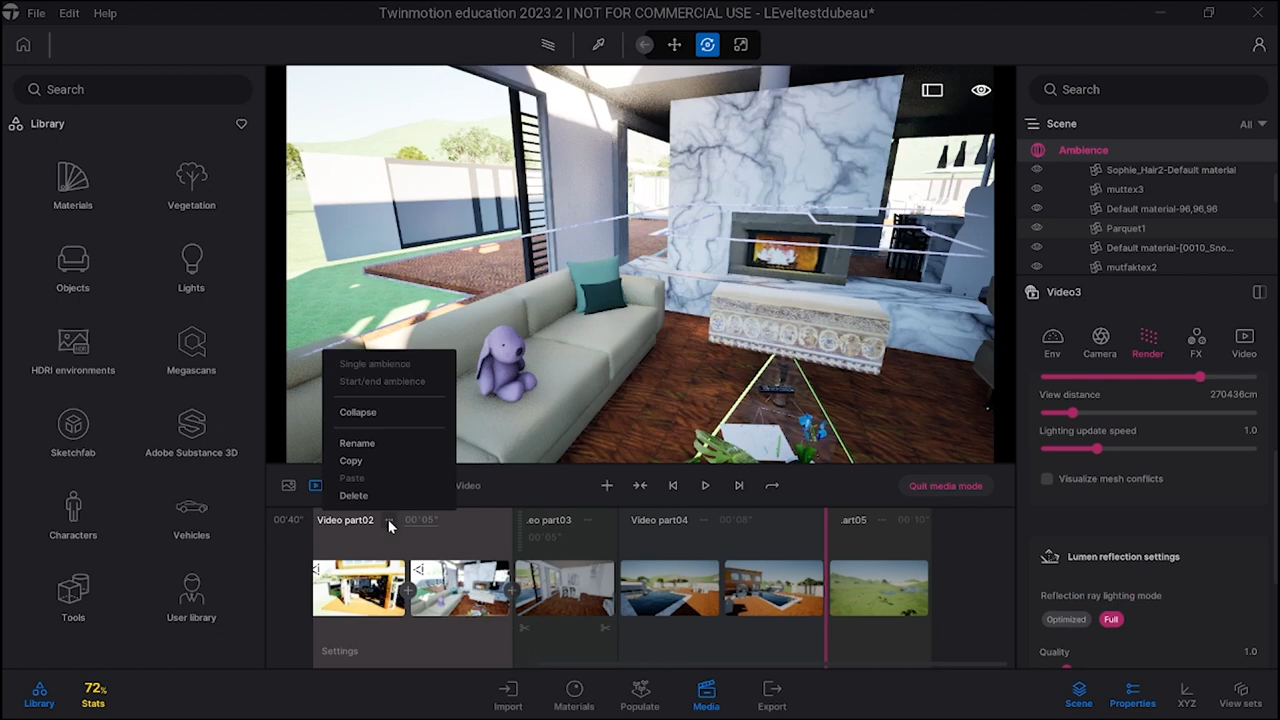 File Edit Help
Twinmotion education 2023.2 | NOT FOR COMMERCIAL USE - LEveltestdubeau*
Search
Library
Materials
Vegetation
Objects
Lights
HDRI environments
Megascans
Sketchfab
Adobe Substance 3D
Characters
Vehicles
Tools
User library
Single ambience
Start/end ambience
Collapse
Rename
Copy
Paste
Delete
Video
Quit media mode
00'40"
Video part02
00'05"
.eo part03
00'05"
Video part04
00'08"
.art05
00'10"
Settings
Search
Scene
All
Ambience
Sophie_Hair2-Default material
muttex3
Default material-96,96,96
Parquet1
Default material-[0010_Sno...
mutfaktex2
Video3
Env
Camera
Render
FX
Video
View distance
270436cm
Lighting update speed
1.0
Visualize mesh conflicts
Lumen reflection settings
Reflection ray lighting mode
Optimized
Full
Quality
1.0
Library
72%
Stats
Import
Materials
Populate
Media
Export
Scene
Properties
XYZ
View sets